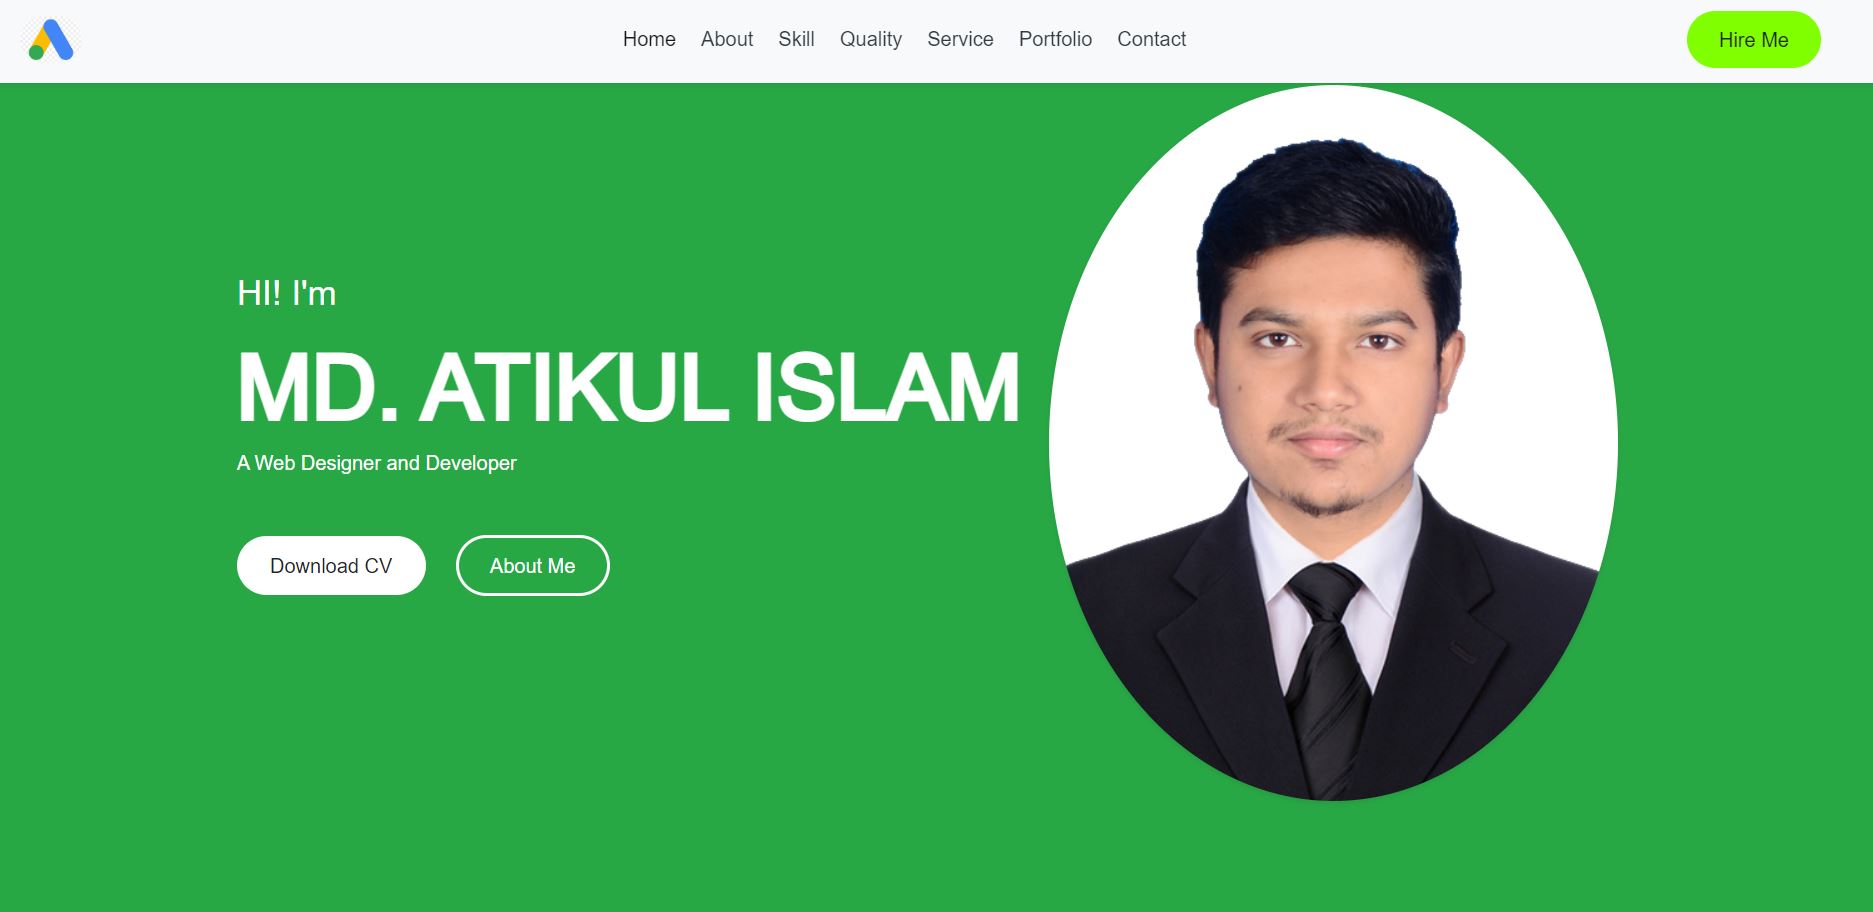 Home About Skill Quality Service Portfolio Contact Hire Me
HI! I'm
MD. ATIKUL ISLAM
A Web Designer and Developer
Download CV About Me